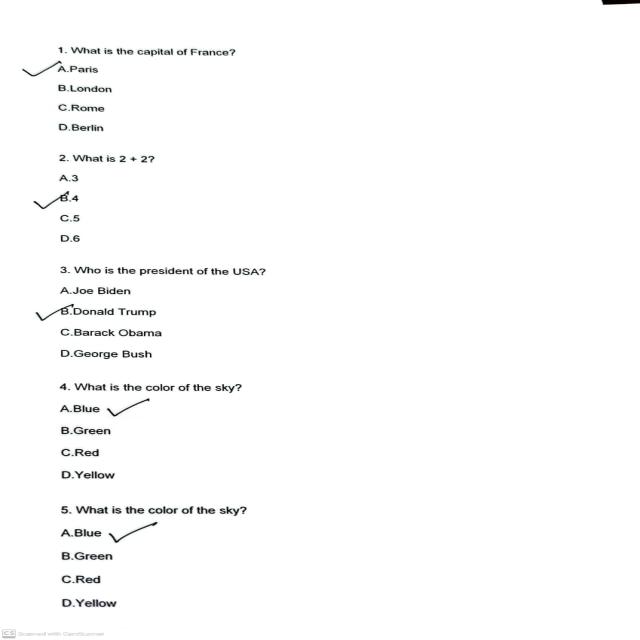 1. What is the capital of France?
A.Paris
B.London
C.Rome
D.Berlin
2. What is 2 + 2?
A.3
B.4
C.5
D.6
3. Who is the president of the USA?
A.Joe Biden
B.Donald Trump
C.Barack Obama
D.George Bush
4. What is the color of the sky?
A.Blue
B.Green
C.Red
D.Yellow
5. What is the color of the sky?
A.Blue
B.Green
C.Red
D.Yellow
CS Scanned with CamScanner